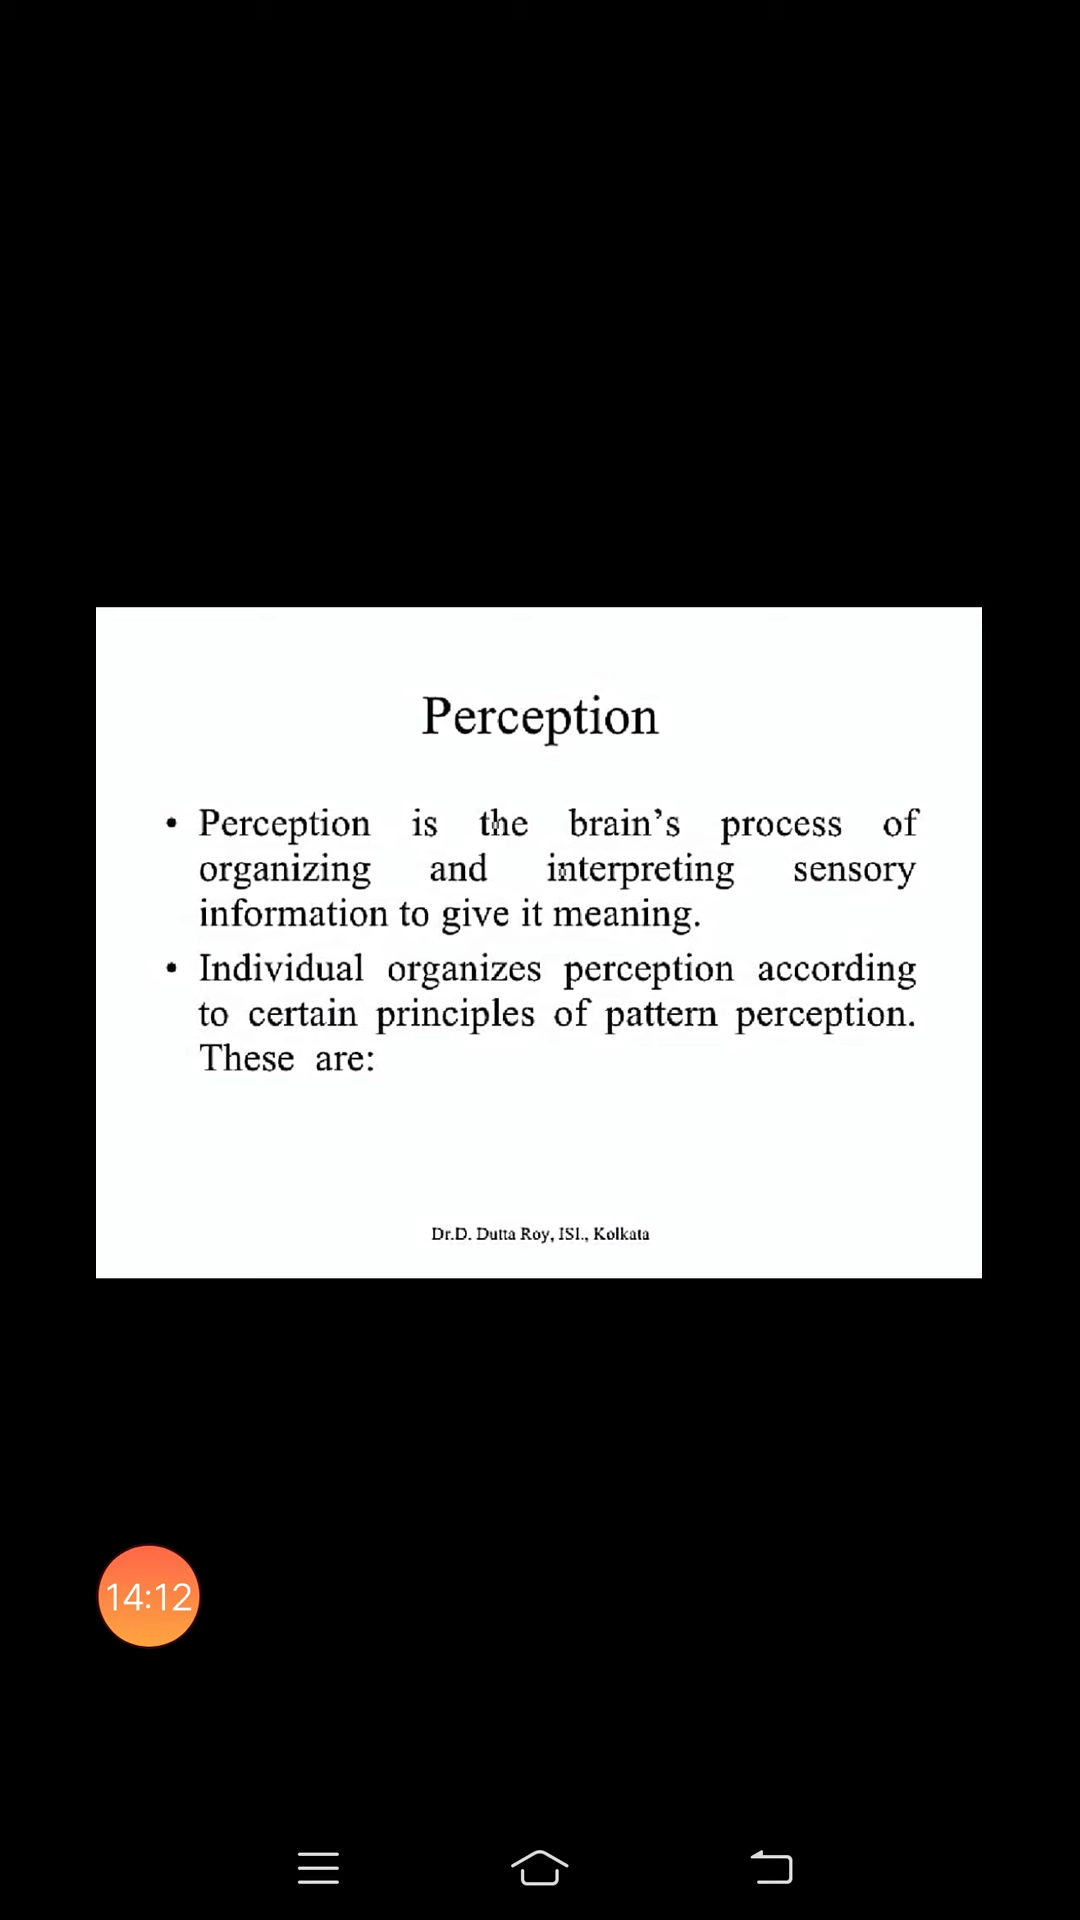 Perception
• Perception is the brain's process of
organizing and interpreting sensory
information to give it meaning.
• Individual organizes perception according
to certain principles of pattern perception.
These are:
Dr.D. Dutta Roy, ISI., Kolkata
14:12